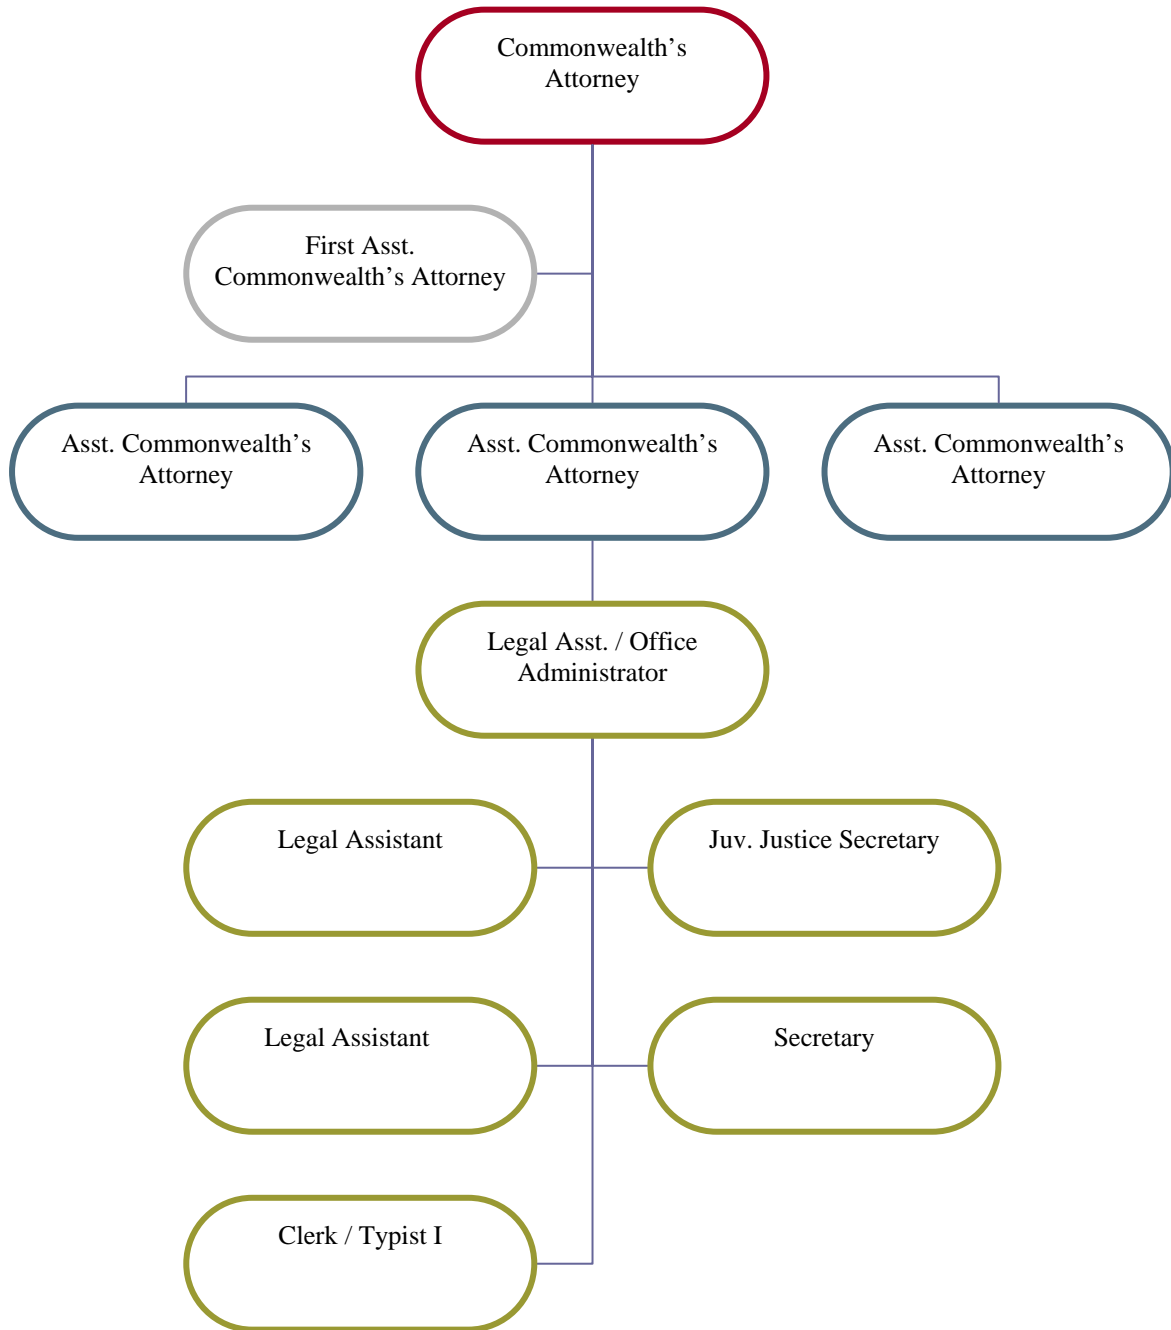 Commonwealth’s
Attorney
First Asst.
Commonwealth’s Attorney
Asst. Commonwealth’s
Attorney
Asst. Commonwealth’s
Attorney
Asst. Commonwealth’s
Attorney
Legal Asst. / Office
Administrator
Legal Assistant
Juv. Justice Secretary
Legal Assistant
Secretary
Clerk / Typist I